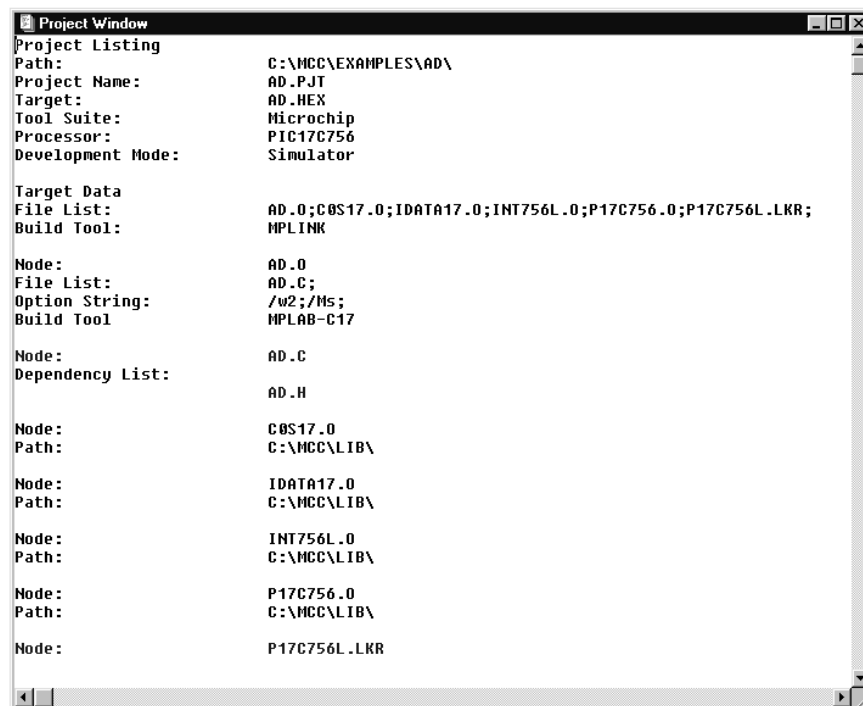 Project Window
Project Listing
Path: C:\MCC\EXAMPLES\AD\
Project Name: AD.PJT
Target: AD.HEX
Tool Suite: Microchip
Processor: PIC17C756
Development Mode: Simulator
Target Data
File List: AD.O;C0S17.O;IDATA17.O;INT756L.O;P17C756.O;P17C756L.LKR;
Build Tool: MPLINK
Node: AD.O
File List: AD.C;
Option String: /w2;/Ms;
Build Tool MPLAB-C17
Node: AD.C
Dependency List:
AD.H
Node: C0S17.O
Path: C:\MCC\LIB\
Node: IDATA17.O
Path: C:\MCC\LIB\
Node: INT756L.O
Path: C:\MCC\LIB\
Node: P17C756.O
Path: C:\MCC\LIB\
Node: P17C756L.LKR